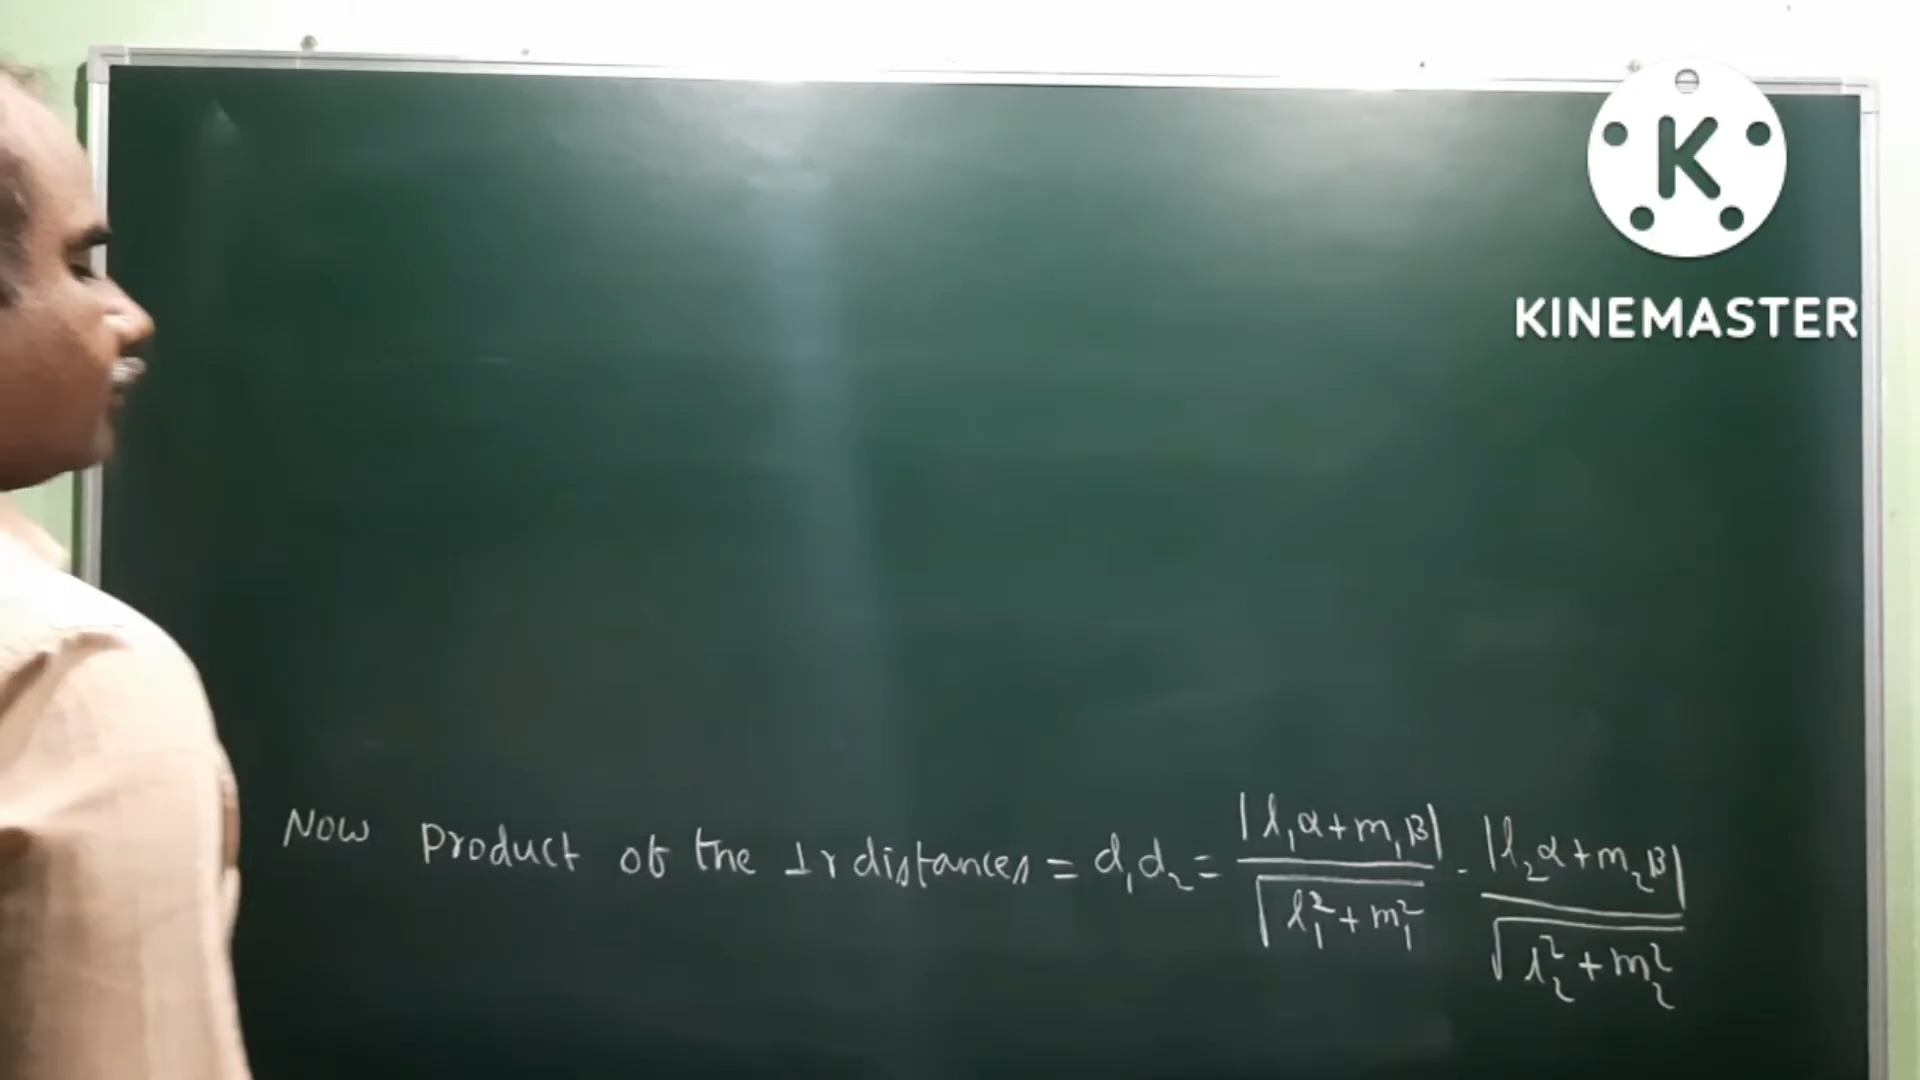 K
KINEMASTER
Now product of the ⊥r distances = d₁d₂ = |l₁α+m₁β| / √(l₁²+m₁²) · |l₂α+m₂β| / √(l₂²+m₂²)